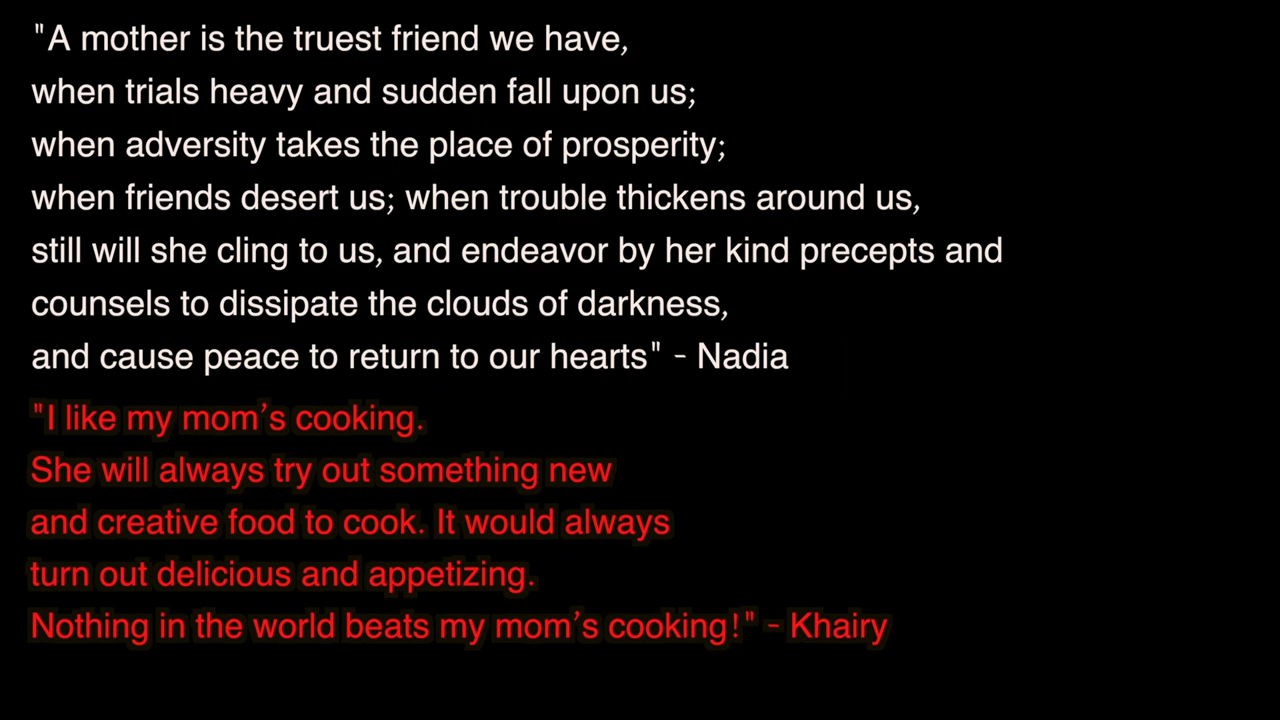 "A mother is the truest friend we have,
when trials heavy and sudden fall upon us;
when adversity takes the place of prosperity;
when friends desert us; when trouble thickens around us,
still will she cling to us, and endeavor by her kind precepts and
counsels to dissipate the clouds of darkness,
and cause peace to return to our hearts" - Nadia
"I like my mom’s cooking.
She will always try out something new
and creative food to cook. It would always
turn out delicious and appetizing.
Nothing in the world beats my mom’s cooking!" - Khairy